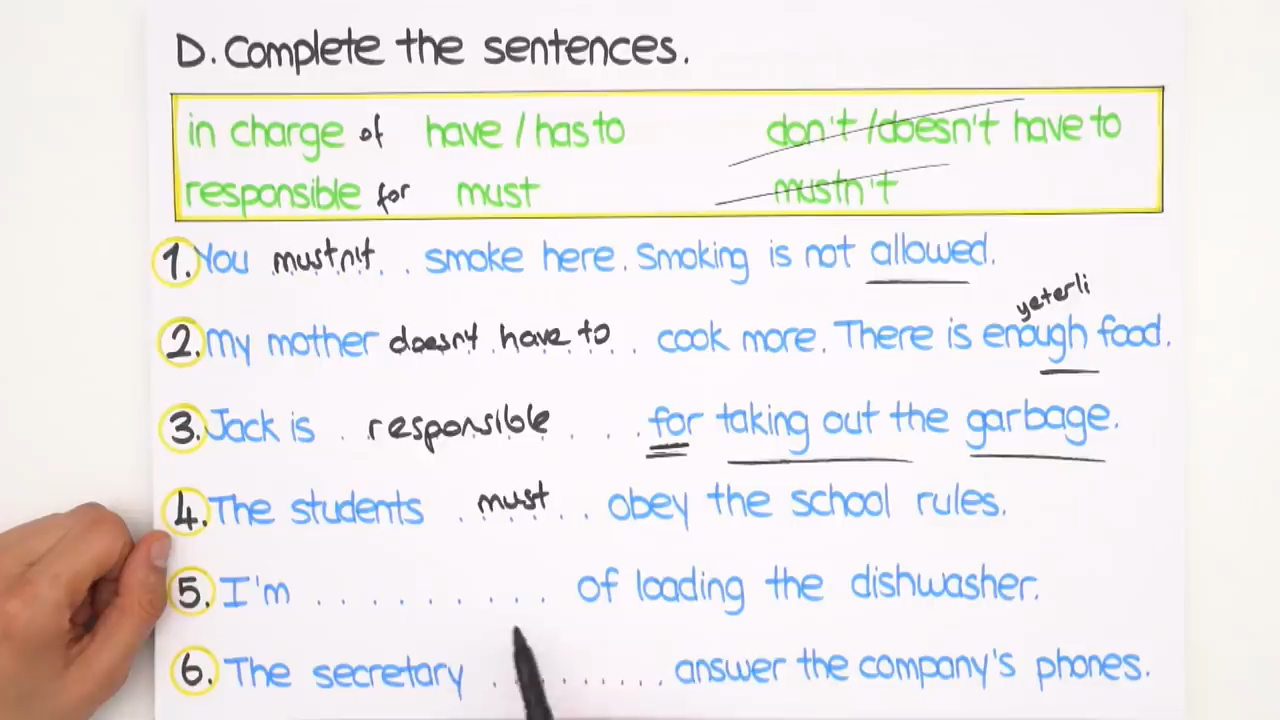 D. Complete the sentences.
in charge of have / has to don't / doesn't have to
responsible for must mustn't
1. You mustn't . . smoke here. Smoking is not allowed.
yeterli
2. My mother doesn't have to . cook more. There is enough food.
3. Jack is . responsible . . . for taking out the garbage.
4. The students . must . . obey the school rules.
5. I'm . . . . . . . . . . of loading the dishwasher.
6. The secretary . . . . . . . . . answer the company's phones.